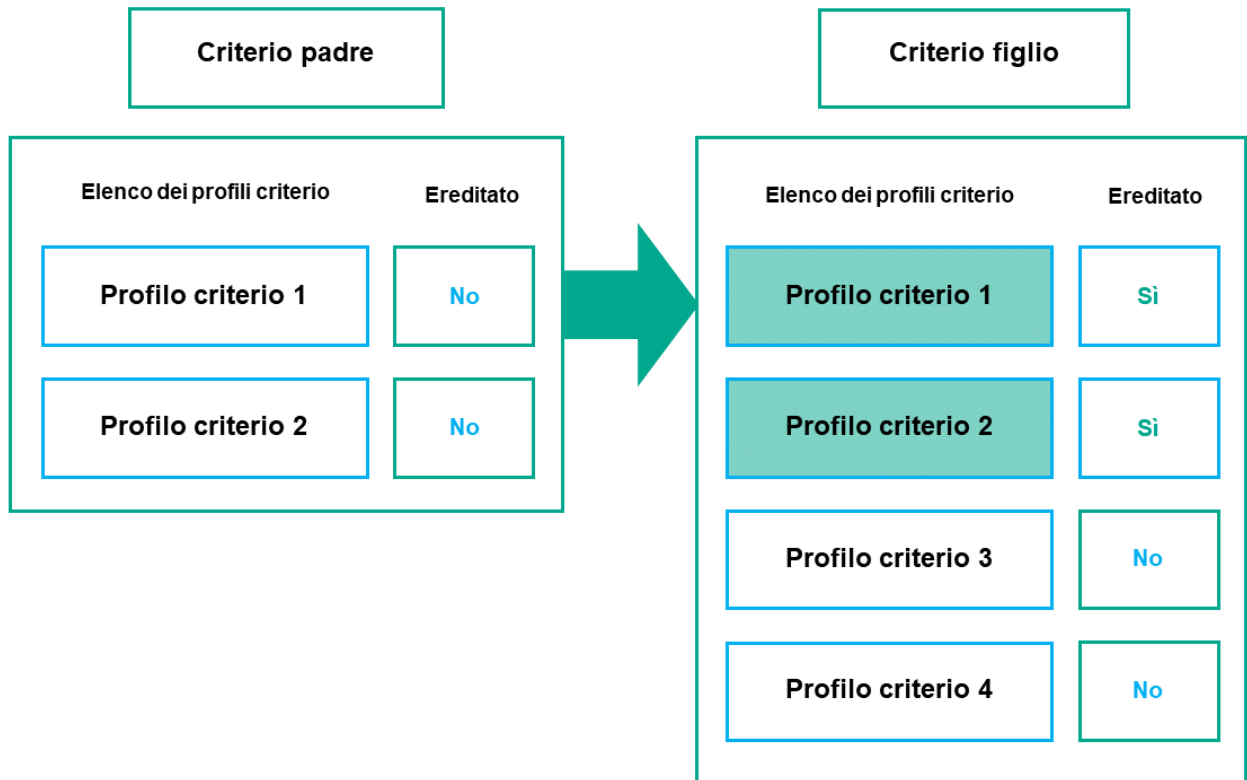 Criterio padre
Elenco dei profili criterio
Ereditato
Profilo criterio 1
No
Profilo criterio 2
No
Criterio figlio
Elenco dei profili criterio
Ereditato
Profilo criterio 1
Sì
Profilo criterio 2
Sì
Profilo criterio 3
No
Profilo criterio 4
No